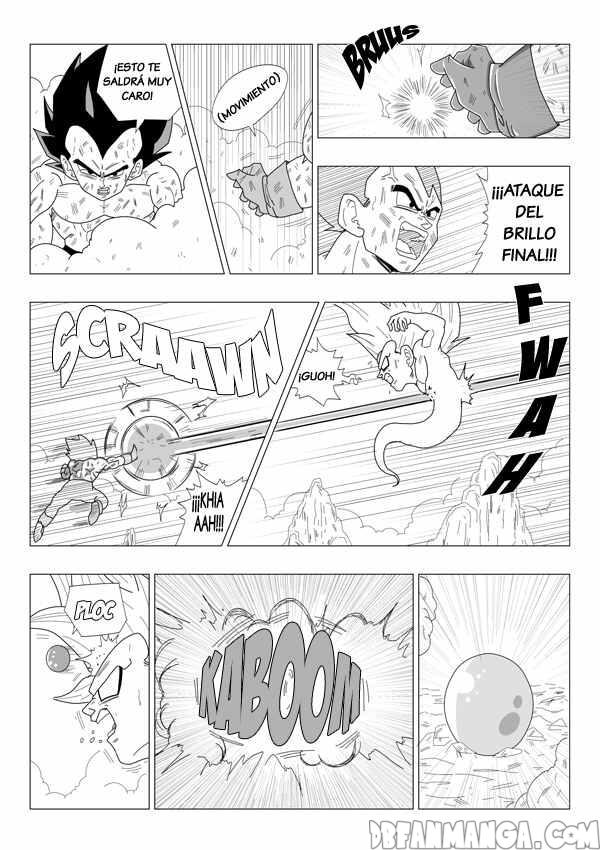 ¡ESTO TE
SALDRÁ MUY
CARO!
(MOVIMIENTO)
BRUUS
¡¡¡ATAQUE
DEL
BRILLO
FINAL!!!
SCRAAWN
¡¡¡KHIA
AAH!!!
¡GUOH!
FWAH
PLOC
KABOOM
DBFANMANGA.COM